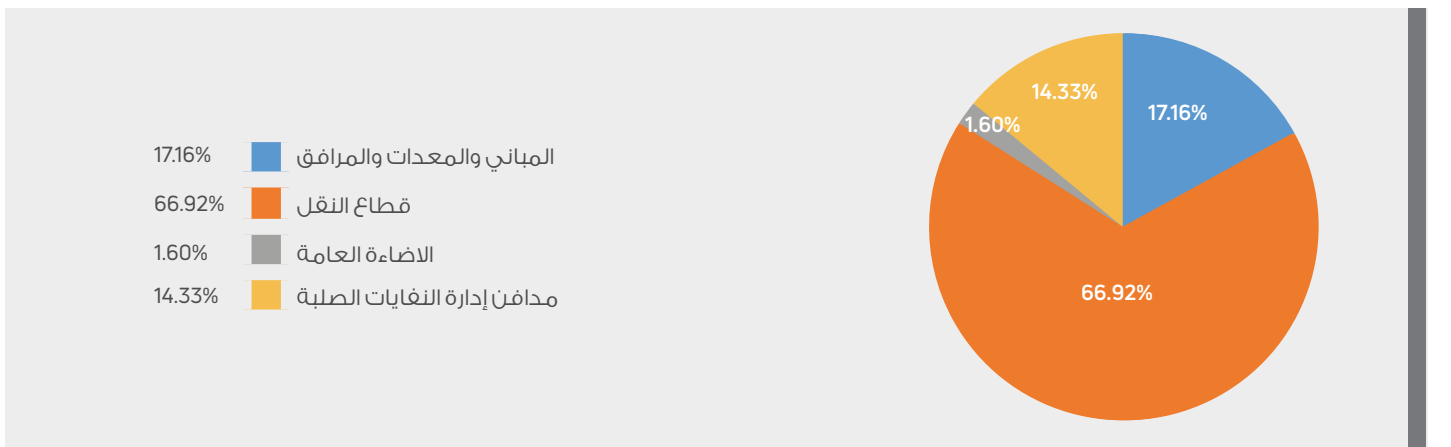 المباني والمعدات والمرافق 17.16%
قطاع النقل 66.92%
الاضاءة العامة 1.60%
مدافن إدارة النفايات الصلبة 14.33%
14.33%
17.16%
1.60%
66.92%